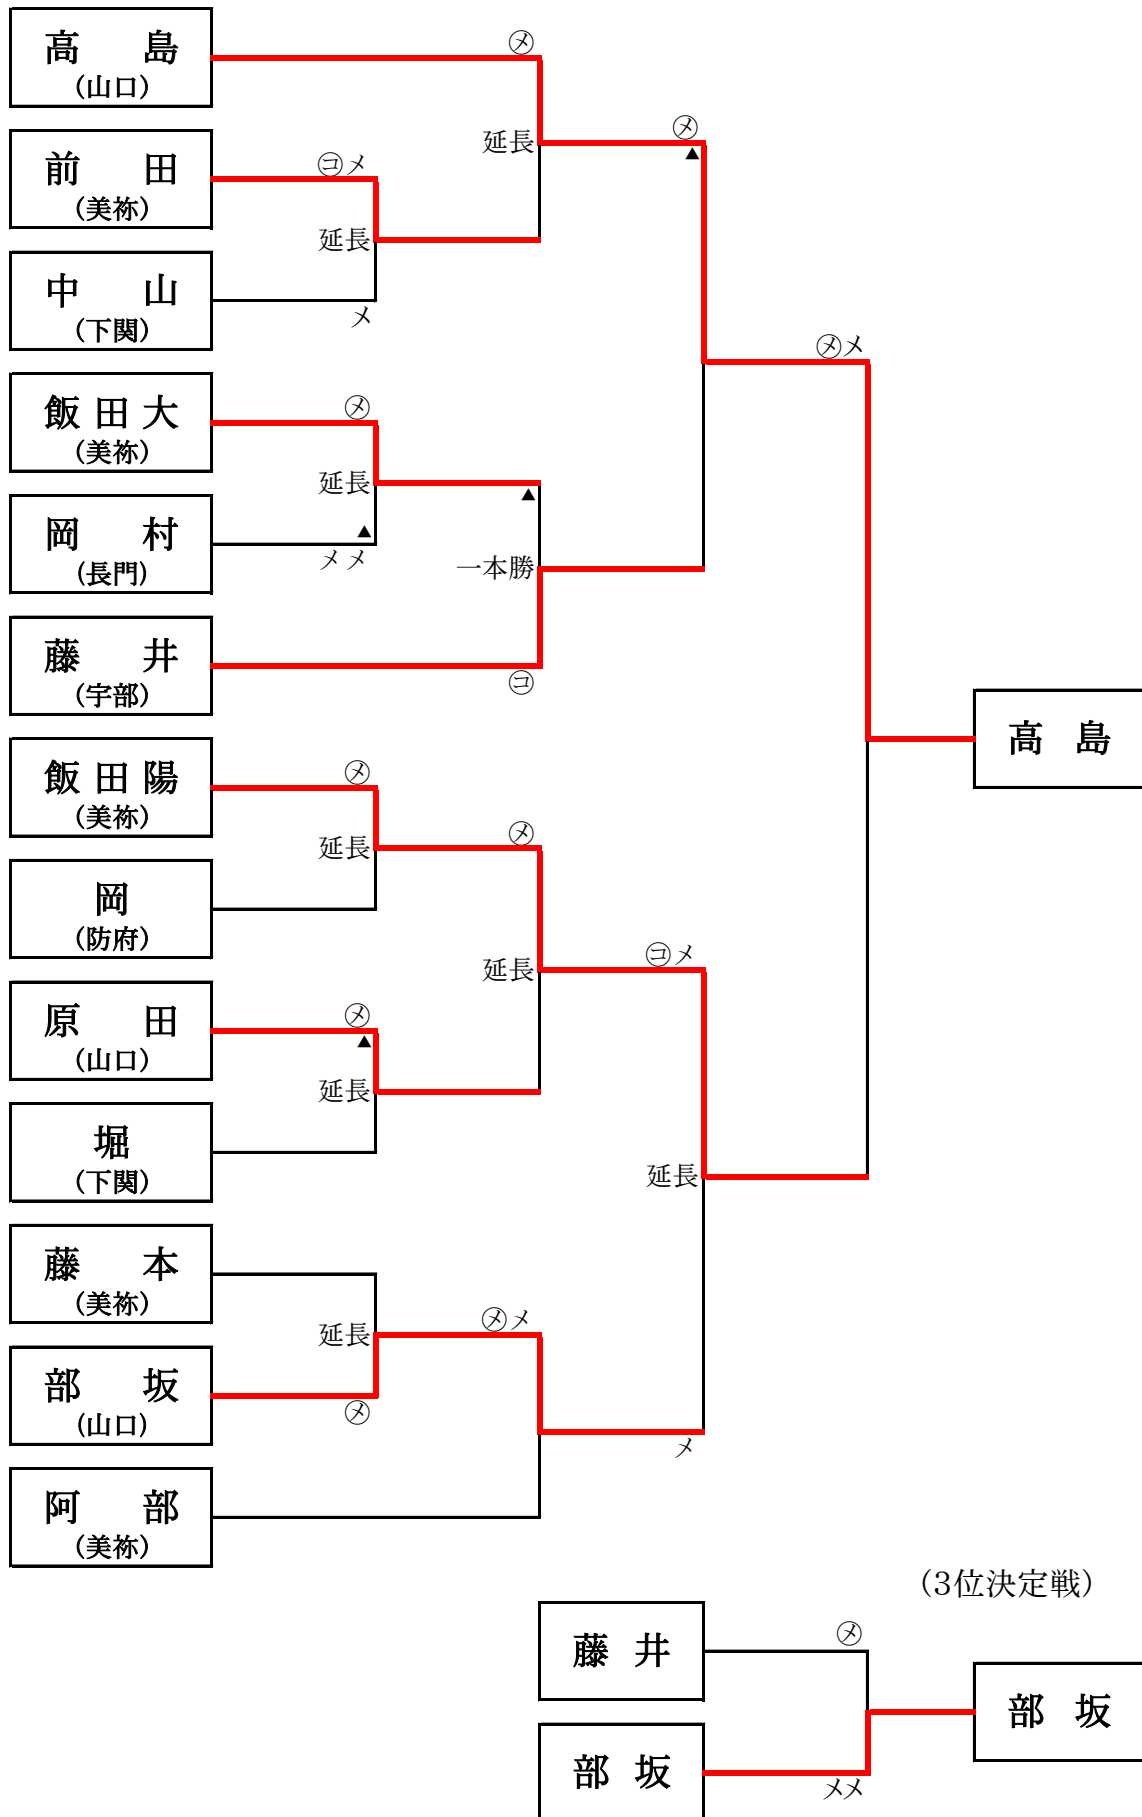 高島
(山口)
㋱
延長
㋱
▲
前田
(美祢)
㋙メ
延長
中山
(下関)
メ
㋱メ
飯田大
(美祢)
㋱
延長
▲
岡村
(長門)
▲
メメ
一本勝
藤井
(宇部)
㋙
高島
飯田陽
(美祢)
㋱
延長
㋱
岡
(防府)
延長
㋙メ
原田
(山口)
㋱
▲
延長
堀
(下関)
延長
藤本
(美祢)
延長
㋱メ
部坂
(山口)
㋱
メ
阿部
(美祢)
(3位決定戦)
藤井
㋱
部坂
部坂
メメ